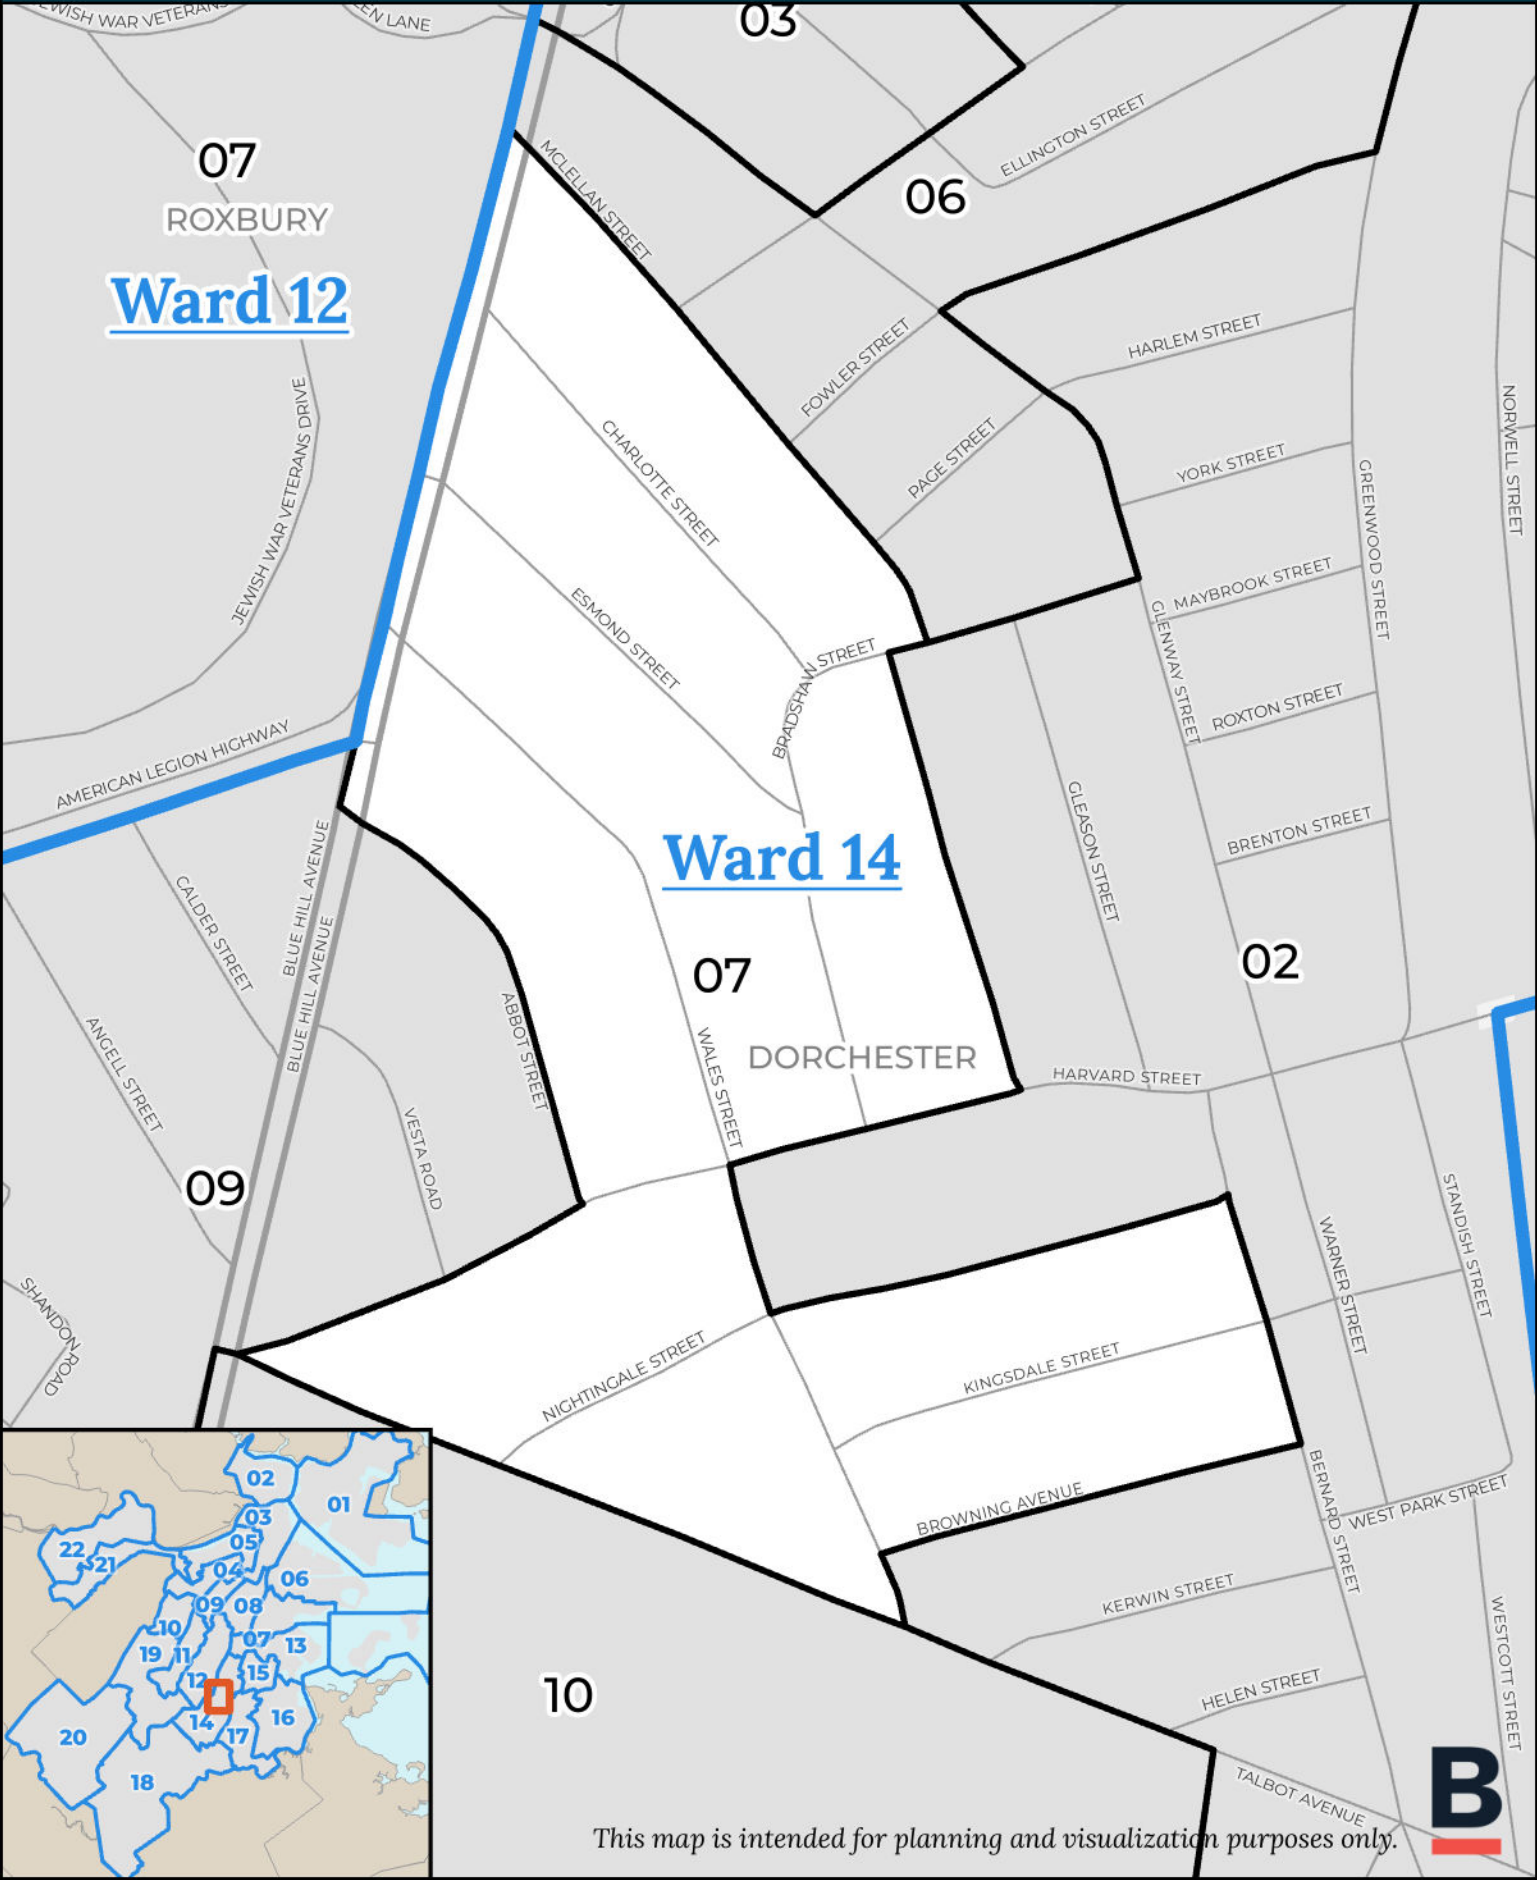 JEWISH WAR VETERANS
EN LANE
03
07
ROXBURY
Ward 12
MCLELLAN STREET
ELLINGTON STREET
06
FOWLER STREET
HARLEM STREET
PAGE STREET
YORK STREET
CHARLOTTE STREET
JEWISH WAR VETERANS DRIVE
NORWELL STREET
GREENWOOD STREET
MAYBROOK STREET
ESMOND STREET
BRADSHAW STREET
GLENWAY STREET
ROXTON STREET
AMERICAN LEGION HIGHWAY
GLEASON STREET
BRENTON STREET
Ward 14
CALDER STREET
BLUE HILL AVENUE
BLUE HILL AVENUE
07
02
ABBOT STREET
WALES STREET
DORCHESTER
HARVARD STREET
ANGELL STREET
VESTA ROAD
09
STANDISH STREET
WARNER STREET
SHANDON ROAD
NIGHTINGALE STREET
KINGSDALE STREET
BROWNING AVENUE
BERNARD STREET
WEST PARK STREET
KERWIN STREET
WESTCOTT STREET
HELEN STREET
10
TALBOT AVENUE
02
01
03
05
22
21
04
06
09
08
10
07
13
19
11
12
15
14
16
17
20
18
B
This map is intended for planning and visualization purposes only.